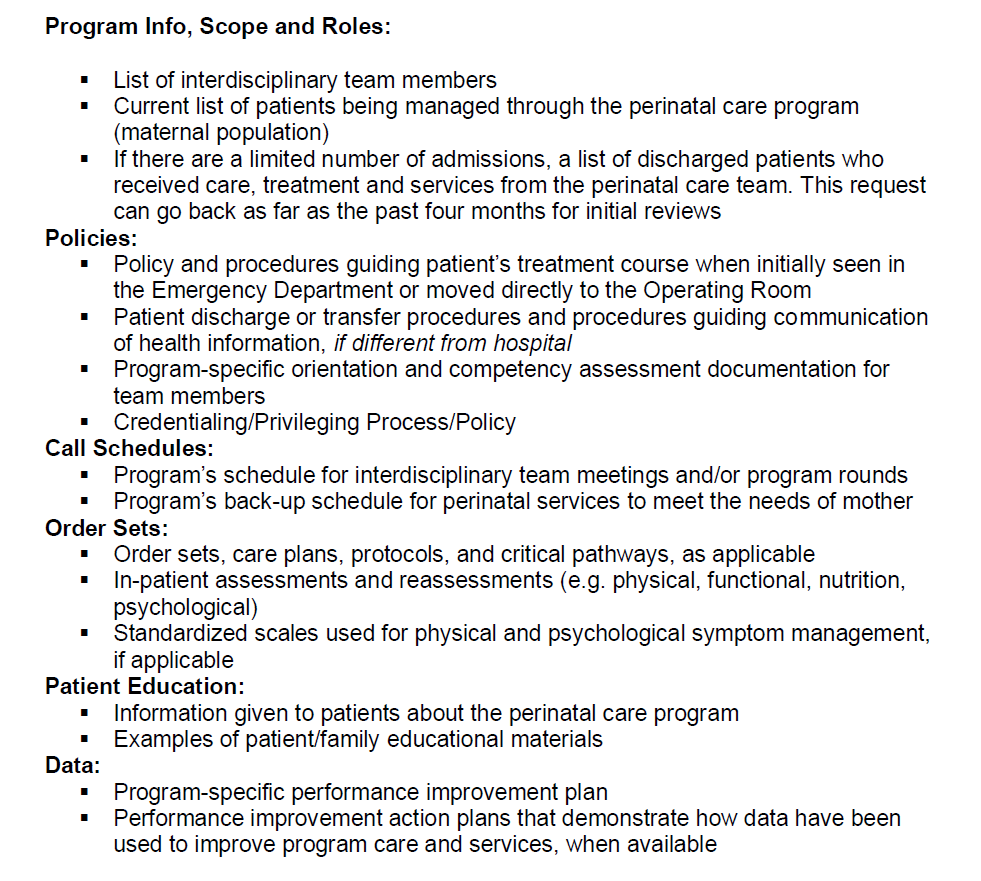 Program Info, Scope and Roles:
▪ List of interdisciplinary team members
▪ Current list of patients being managed through the perinatal care program
(maternal population)
▪ If there are a limited number of admissions, a list of discharged patients who
received care, treatment and services from the perinatal care team. This request
can go back as far as the past four months for initial reviews
Policies:
▪ Policy and procedures guiding patient’s treatment course when initially seen in
the Emergency Department or moved directly to the Operating Room
▪ Patient discharge or transfer procedures and procedures guiding communication
of health information, if different from hospital
▪ Program-specific orientation and competency assessment documentation for
team members
▪ Credentialing/Privileging Process/Policy
Call Schedules:
▪ Program’s schedule for interdisciplinary team meetings and/or program rounds
▪ Program’s back-up schedule for perinatal services to meet the needs of mother
Order Sets:
▪ Order sets, care plans, protocols, and critical pathways, as applicable
▪ In-patient assessments and reassessments (e.g. physical, functional, nutrition,
psychological)
▪ Standardized scales used for physical and psychological symptom management,
if applicable
Patient Education:
▪ Information given to patients about the perinatal care program
▪ Examples of patient/family educational materials
Data:
▪ Program-specific performance improvement plan
▪ Performance improvement action plans that demonstrate how data have been
used to improve program care and services, when available